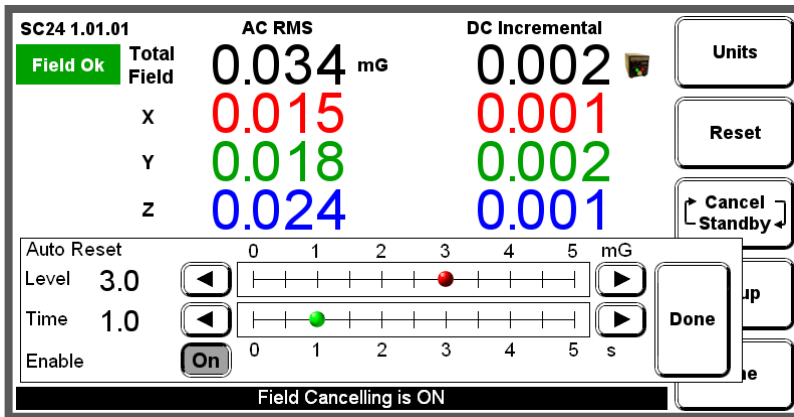 SC24 1.01.01
AC RMS
DC Incremental
Field Ok
Total Field
0.034 mG
0.002
X
0.015
0.001
Y
0.018
0.002
Z
0.024
0.001
Units
Reset
Cancel
Standby
Auto Reset
0 1 2 3 4 5 mG
Level 3.0
Time 1.0
Enable
On
0 1 2 3 4 5 s
Done
up
e
Field Cancelling is ON